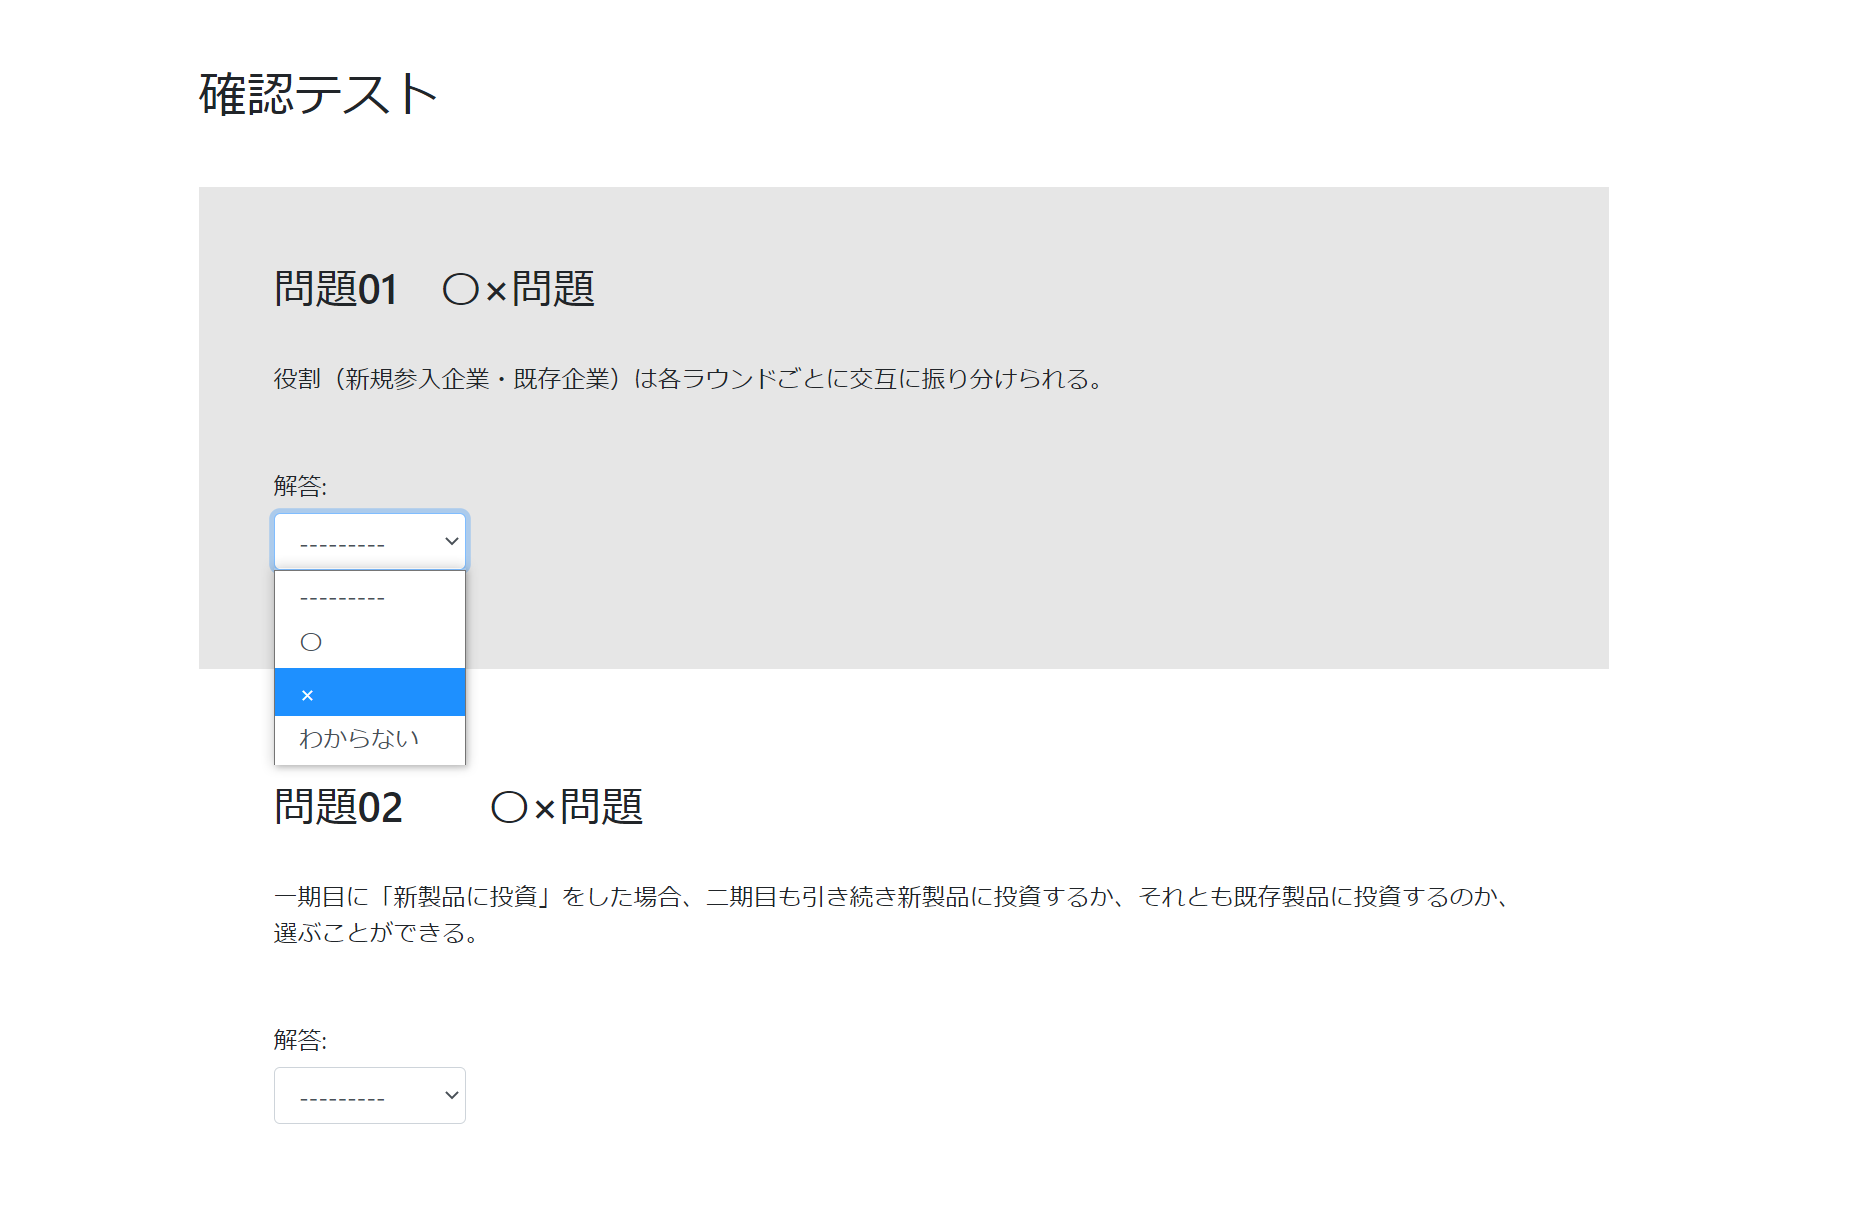 確認テスト
問題01　〇×問題
役割（新規参入企業・既存企業）は各ラウンドごとに交互に振り分けられる。
解答:
---------
---------
〇
×
わからない
問題02　　〇×問題
一期目に「新製品に投資」をした場合、二期目も引き続き新製品に投資するか、それとも既存製品に投資するのか、
選ぶことができる。
解答:
---------